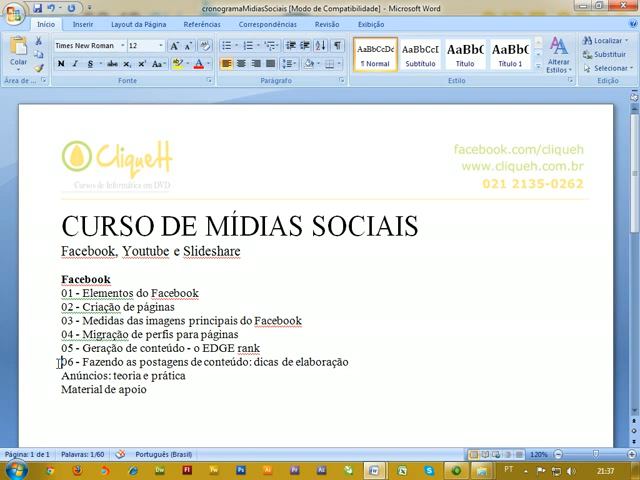 cronogramaMidiasSociais [Modo de Compatibilidade] - Microsoft Word
Início Inserir Layout da Página Referências Correspondências Revisão Exibição
Colar
Times New Roman 12
AaBbCcDc AaBbCcI AaBb( AaBb(
¶ Normal Subtítulo Título Título 1
Alterar Estilos
Localizar
Substituir
Selecionar
Área de... Fonte Parágrafo Estilo Edição
CliqueH
Cursos de Informática em DVD
facebook.com/cliqueh
www.cliqueh.com.br
021 2135-0262
CURSO DE MÍDIAS SOCIAIS
Facebook, Youtube e Slideshare
Facebook
01 - Elementos do Facebook
02 - Criação de páginas
03 - Medidas das imagens principais do Facebook
04 - Migração de perfis para páginas
05 - Geração de conteúdo - o EDGE rank
06 - Fazendo as postagens de conteúdo: dicas de elaboração
Anúncios: teoria e prática
Material de apoio
Página: 1 de 1 Palavras: 1/60 Português (Brasil) 120%
PT 21:37